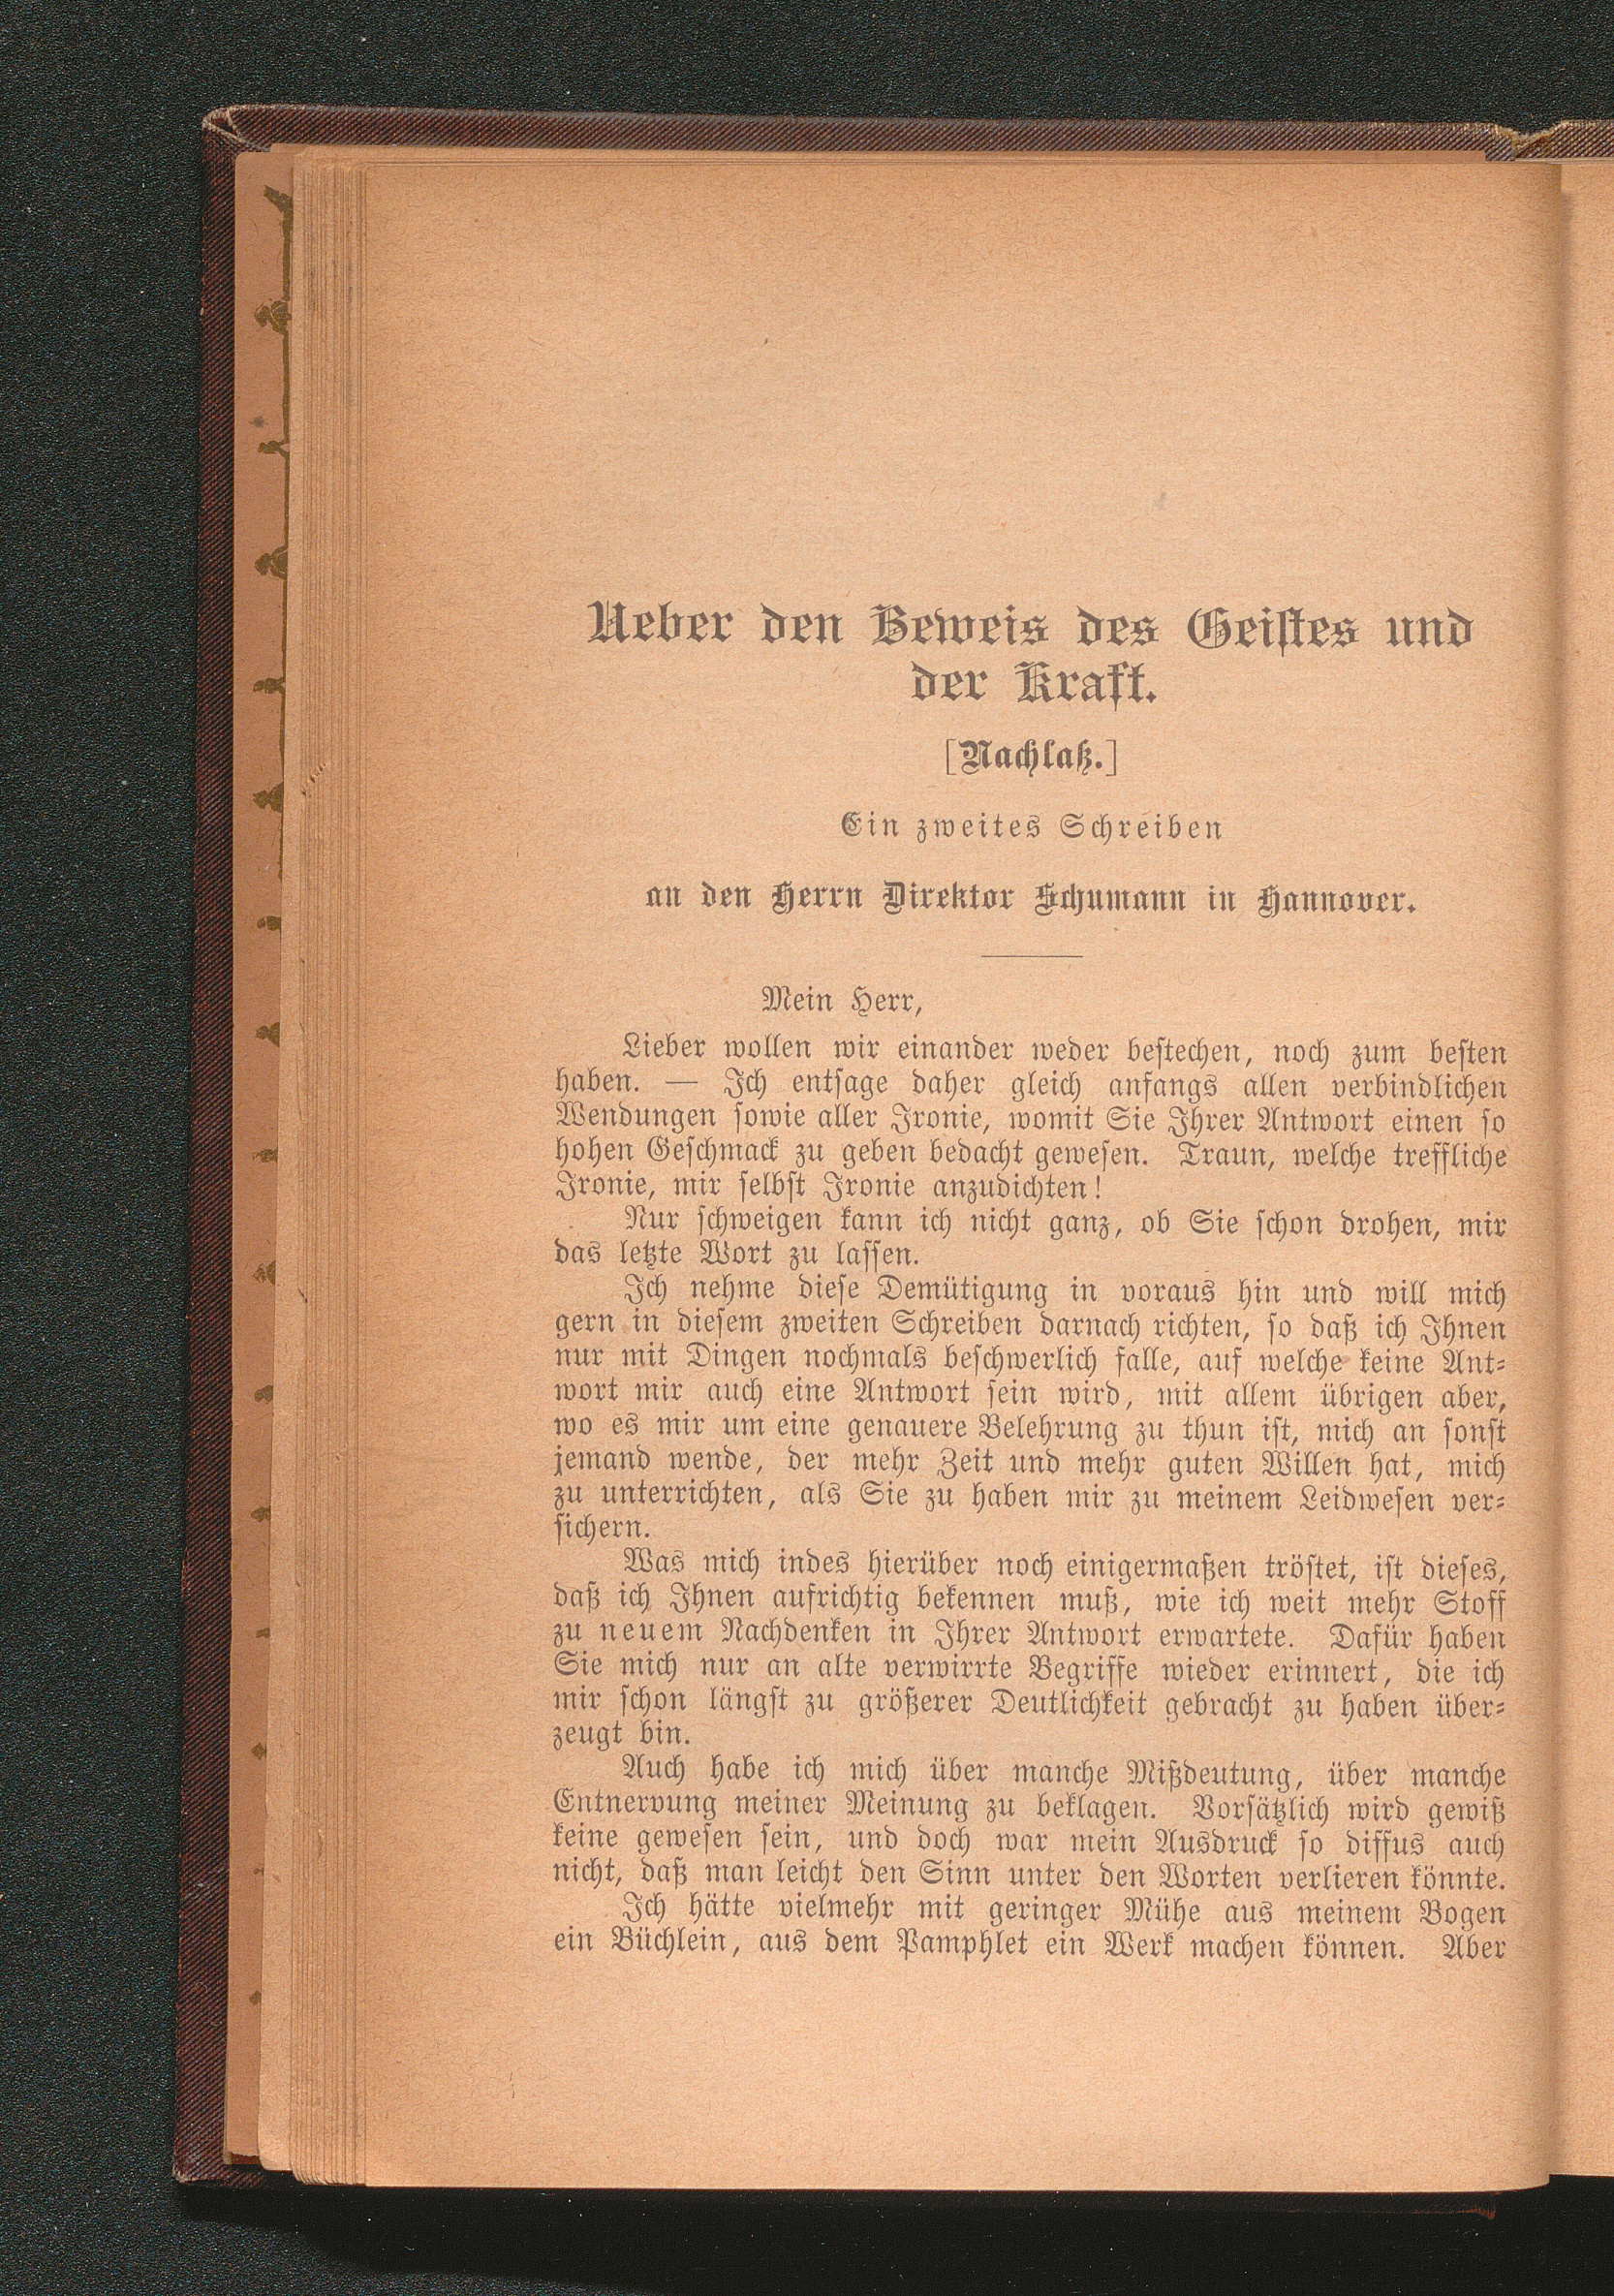 Ueber den Beweis des Geistes und
der Kraft.
[Nachlaß.]
Ein zweites Schreiben
an den Herrn Direktor Schumann in Hannover.
Mein Herr,
Lieber wollen wir einander weder bestechen, noch zum besten
haben. — Ich entsage daher gleich anfangs allen verbindlichen
Wendungen sowie aller Ironie, womit Sie Ihrer Antwort einen so
hohen Geschmack zu geben bedacht gewesen. Traun, welche treffliche
Ironie, mir selbst Ironie anzudichten!
Nur schweigen kann ich nicht ganz, ob Sie schon drohen, mir
das letzte Wort zu lassen.
Ich nehme diese Demütigung in voraus hin und will mich
gern in diesem zweiten Schreiben darnach richten, so daß ich Ihnen
nur mit Dingen nochmals beschwerlich falle, auf welche keine Ant-
wort mir auch eine Antwort sein wird, mit allem übrigen aber,
wo es mir um eine genauere Belehrung zu thun ist, mich an sonst
jemand wende, der mehr Zeit und mehr guten Willen hat, mich
zu unterrichten, als Sie zu haben mir zu meinem Leidwesen ver-
sichern.
Was mich indes hierüber noch einigermaßen tröstet, ist dieses,
daß ich Ihnen aufrichtig bekennen muß, wie ich weit mehr Stoff
zu neuem Nachdenken in Ihrer Antwort erwartete. Dafür haben
Sie mich nur an alte verwirrte Begriffe wieder erinnert, die ich
mir schon längst zu größerer Deutlichkeit gebracht zu haben über-
zeugt bin.
Auch habe ich mich über manche Mißdeutung, über manche
Entnervung meiner Meinung zu beklagen. Vorsätzlich wird gewiß
keine gewesen sein, und doch war mein Ausdruck so diffus auch
nicht, daß man leicht den Sinn unter den Worten verlieren könnte.
Ich hätte vielmehr mit geringer Mühe aus meinem Bogen
ein Büchlein, aus dem Pamphlet ein Werk machen können. Aber